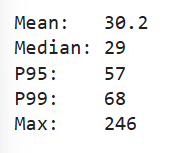 Mean:   30.2
Median: 29
P95:    57
P99:    68
Max:    246